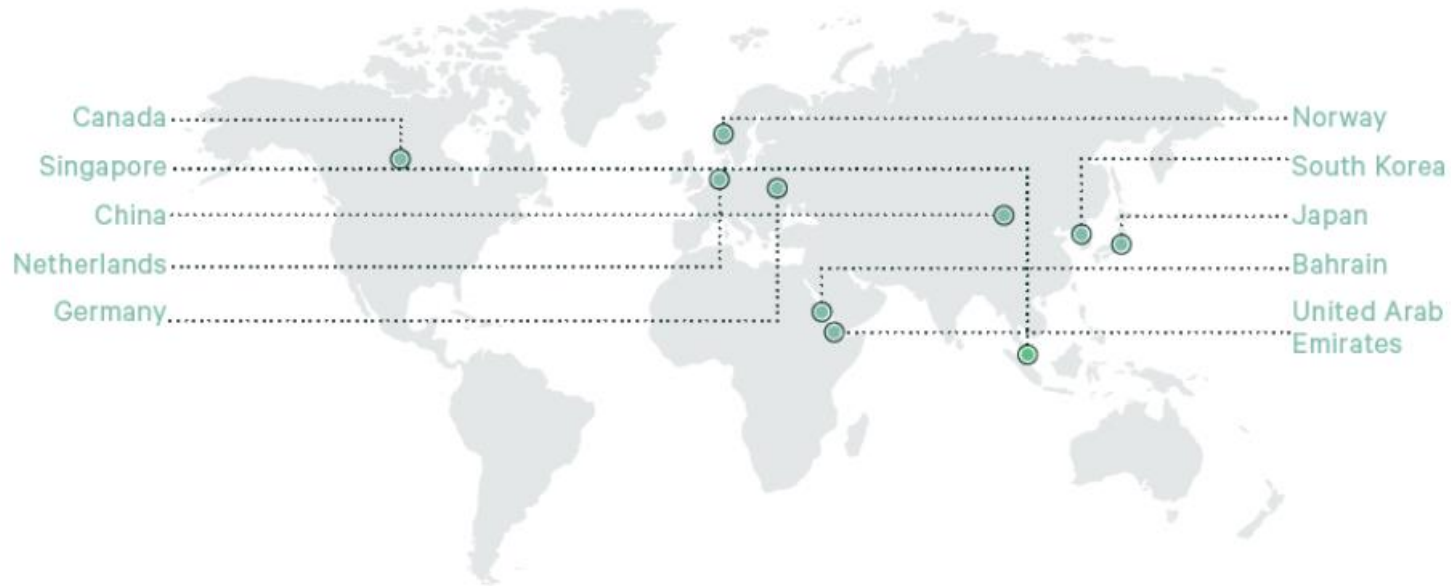 Canada
Singapore
China
Netherlands
Germany
Norway
South Korea
Japan
Bahrain
United Arab
Emirates